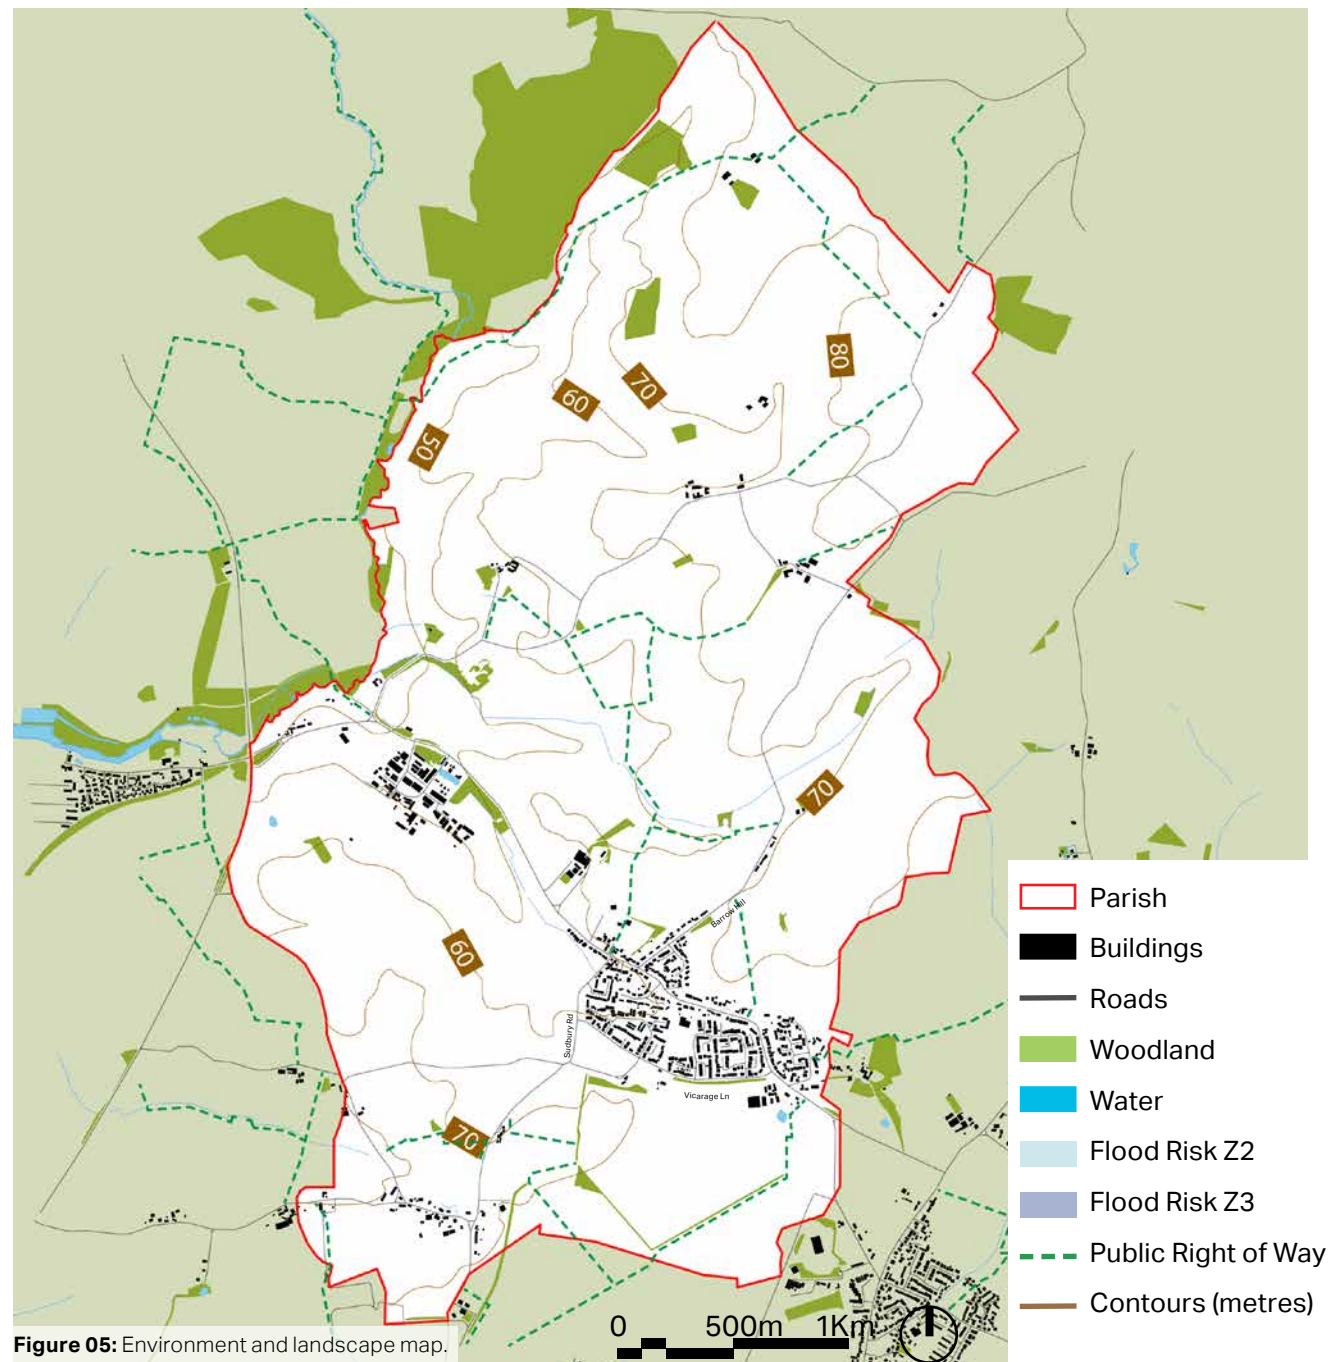 80
70
60
50
70
Barrow Hill
60
Sudbury Rd
Vicarage Ln
70
Parish
Buildings
Roads
Woodland
Water
Flood Risk Z2
Flood Risk Z3
Public Right of Way
Contours (metres)
0 500m 1Km
Figure 05: Environment and landscape map.